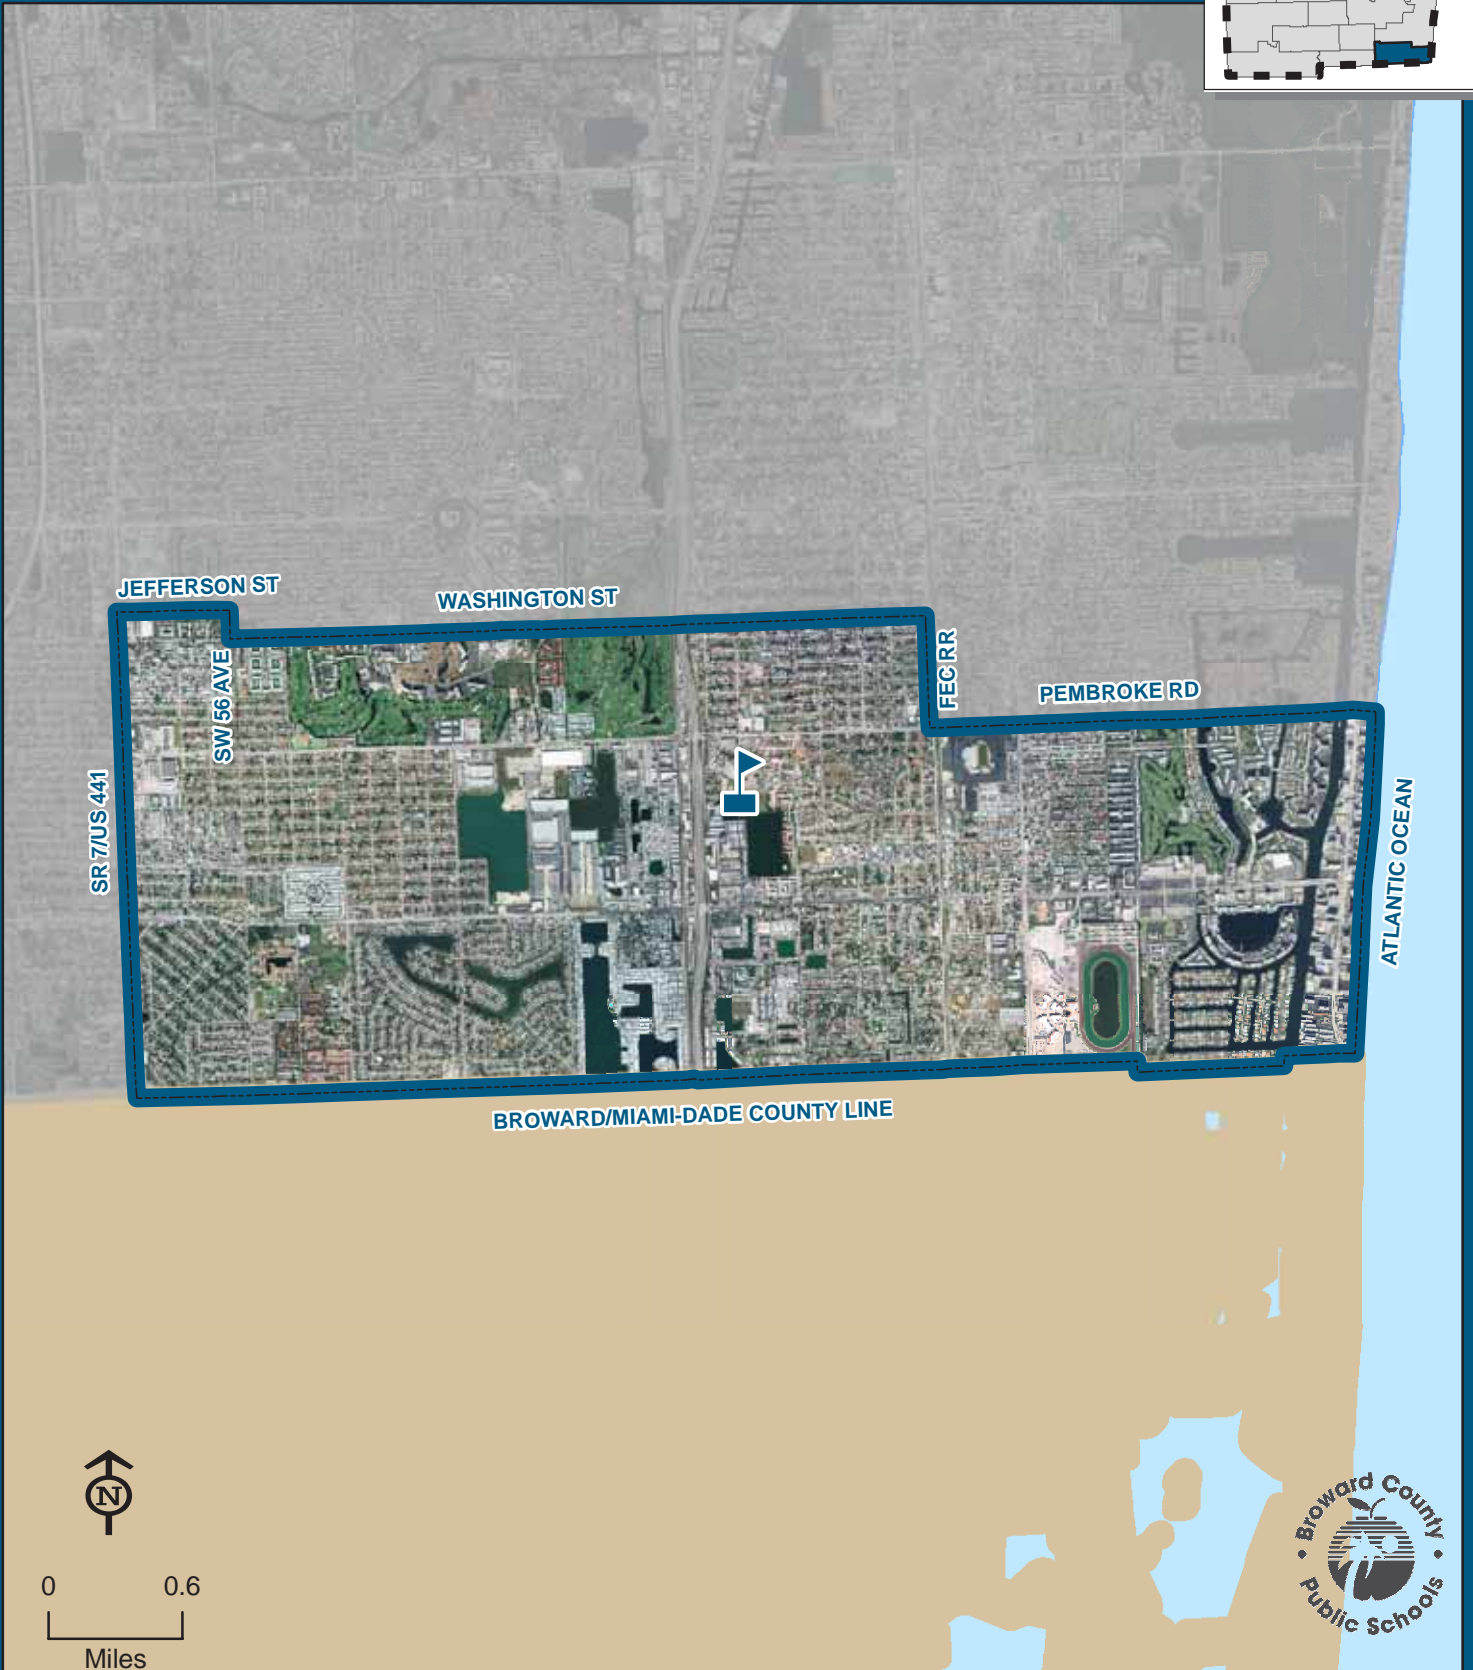 JEFFERSON ST
WASHINGTON ST
SW 56 AVE
FEC RR
PEMBROKE RD
SR 7/US 441
ATLANTIC OCEAN
BROWARD/MIAMI-DADE COUNTY LINE
N
0 0.6
Miles
Broward County
Public Schools